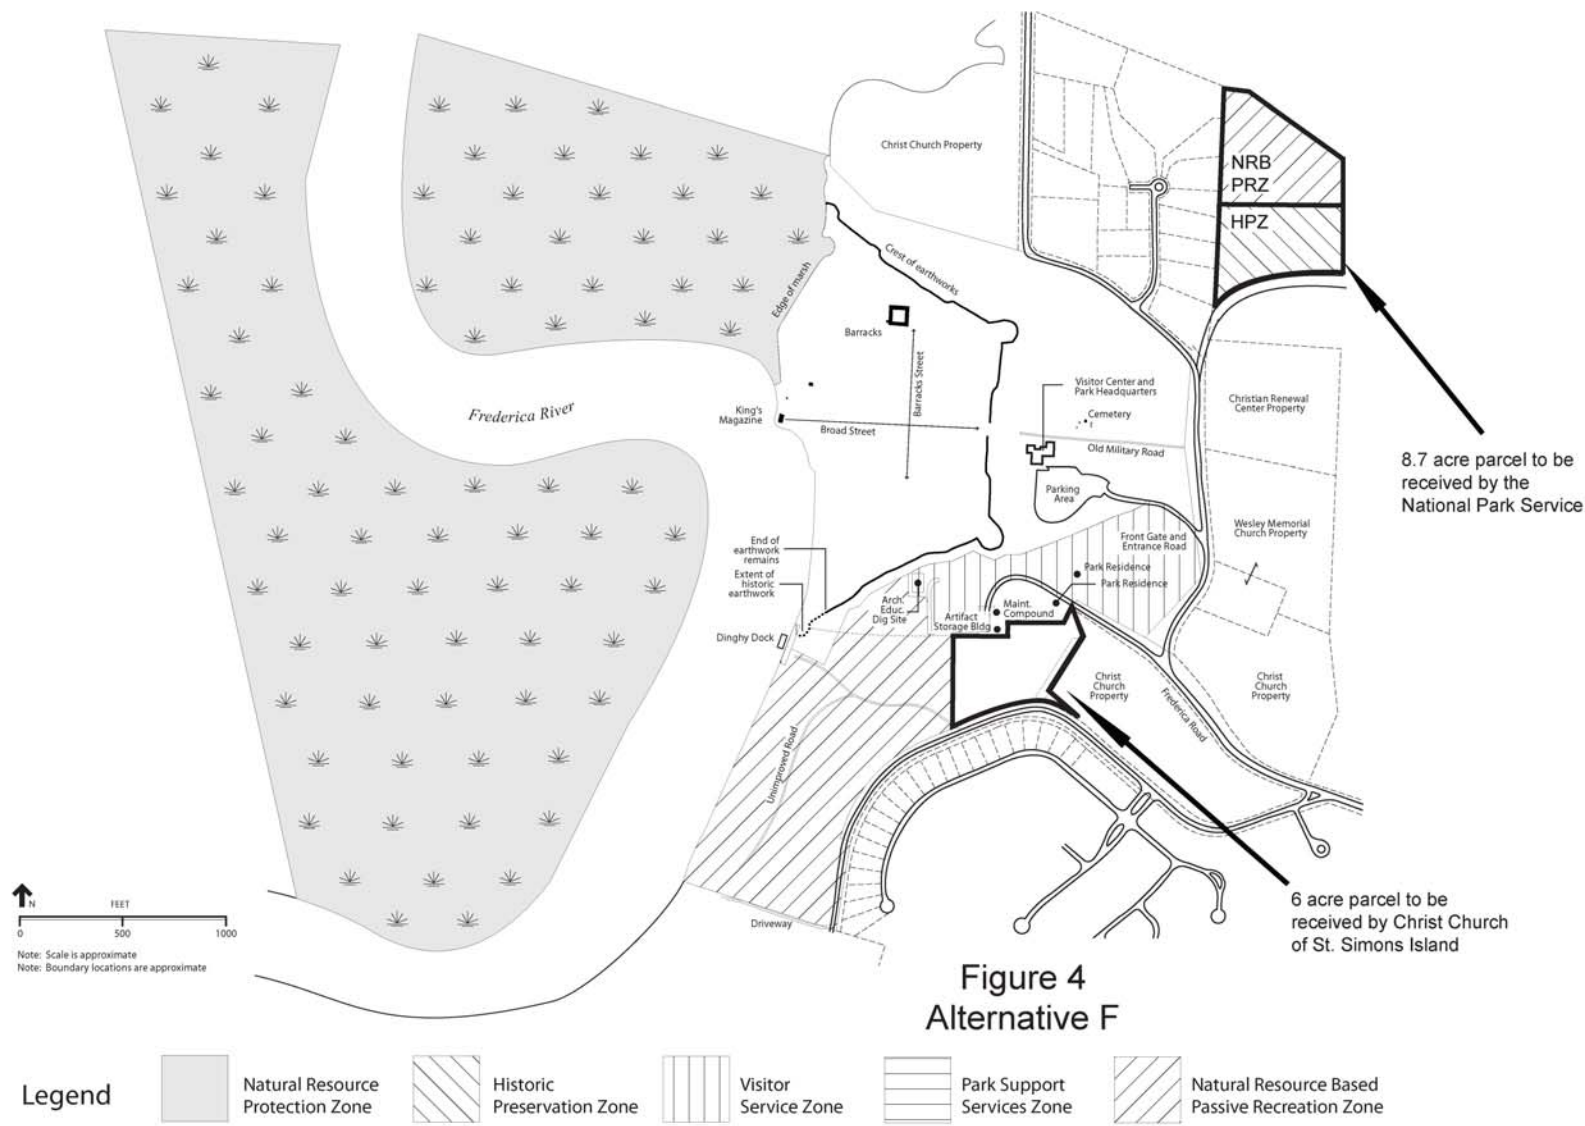 Christ Church Property
NRB
PRZ
HPZ
Crest of earthworks
Edge of marsh
Barracks
Barracks Street
Visitor Center and
Park Headquarters
Christian Renewal
Center Property
King's
Magazine
Frederica River
Broad Street
Cemetery
Old Military Road
8.7 acre parcel to be
received by the
National Park Service
Parking
Area
Wesley Memorial
Church Property
Front Gate and
Entrance Road
End of
earthwork
remains
Extent of
historic
earthwork
Park Residence
Park Residence
Arch.
Educ.
Dig Site
Artifact
Storage Bldg
Maint.
Compound
Dinghy Dock
Christ
Church
Property
Christ
Church
Property
Frederica Road
Unimproved Road
Driveway
6 acre parcel to be
received by Christ Church
of St. Simons Island
N
FEET
0 500 1000
Note: Scale is approximate
Note: Boundary locations are approximate
Figure 4
Alternative F
Legend
Natural Resource
Protection Zone
Historic
Preservation Zone
Visitor
Service Zone
Park Support
Services Zone
Natural Resource Based
Passive Recreation Zone